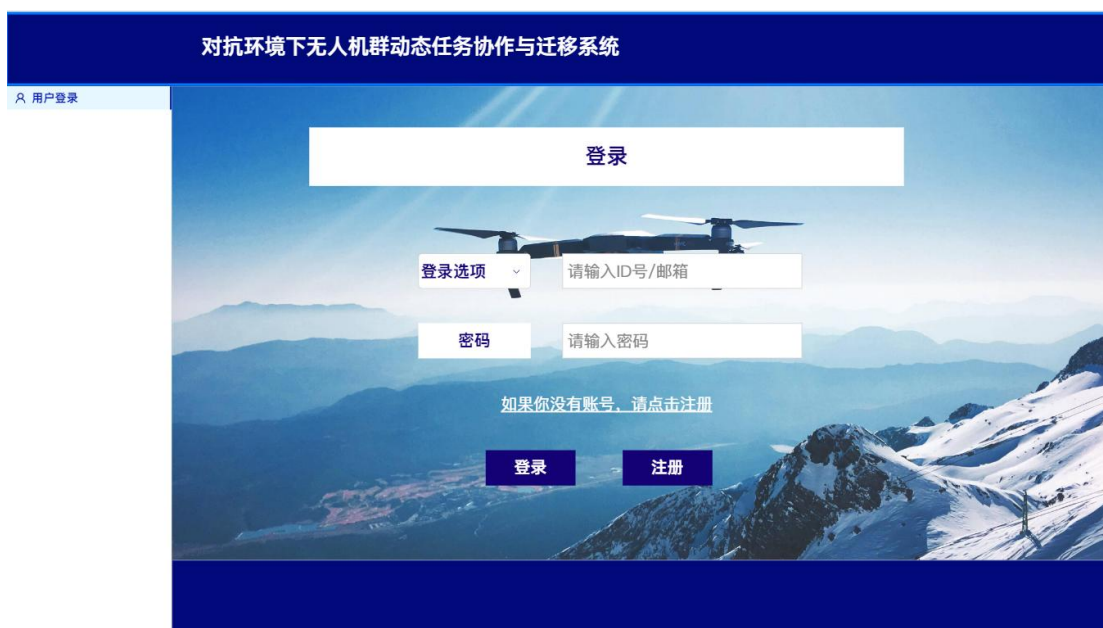 对抗环境下无人机群动态任务协作与迁移系统
用户登录
登录
登录选项 请输入ID号/邮箱
密码 请输入密码
如果你没有账号，请点击注册
登录 注册